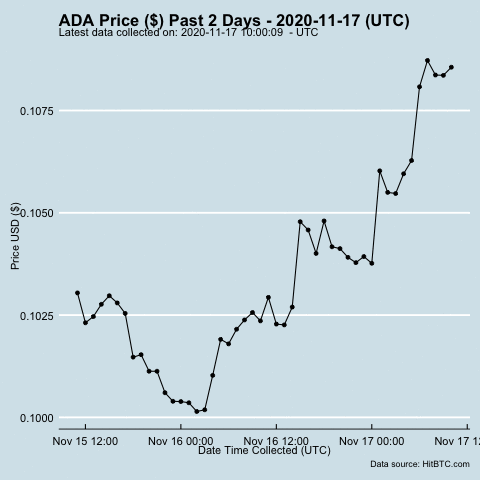 ADA Price ($) Past 2 Days - 2020-11-17 (UTC)
Latest data collected on: 2020-11-17 10:00:09 - UTC
0.1075
0.1050
0.1025
0.1000
Price USD ($)
Nov 15 12:00 Nov 16 00:00 Nov 16 12:00 Nov 17 00:00 Nov 17 12
Date Time Collected (UTC)
Data source: HitBTC.com